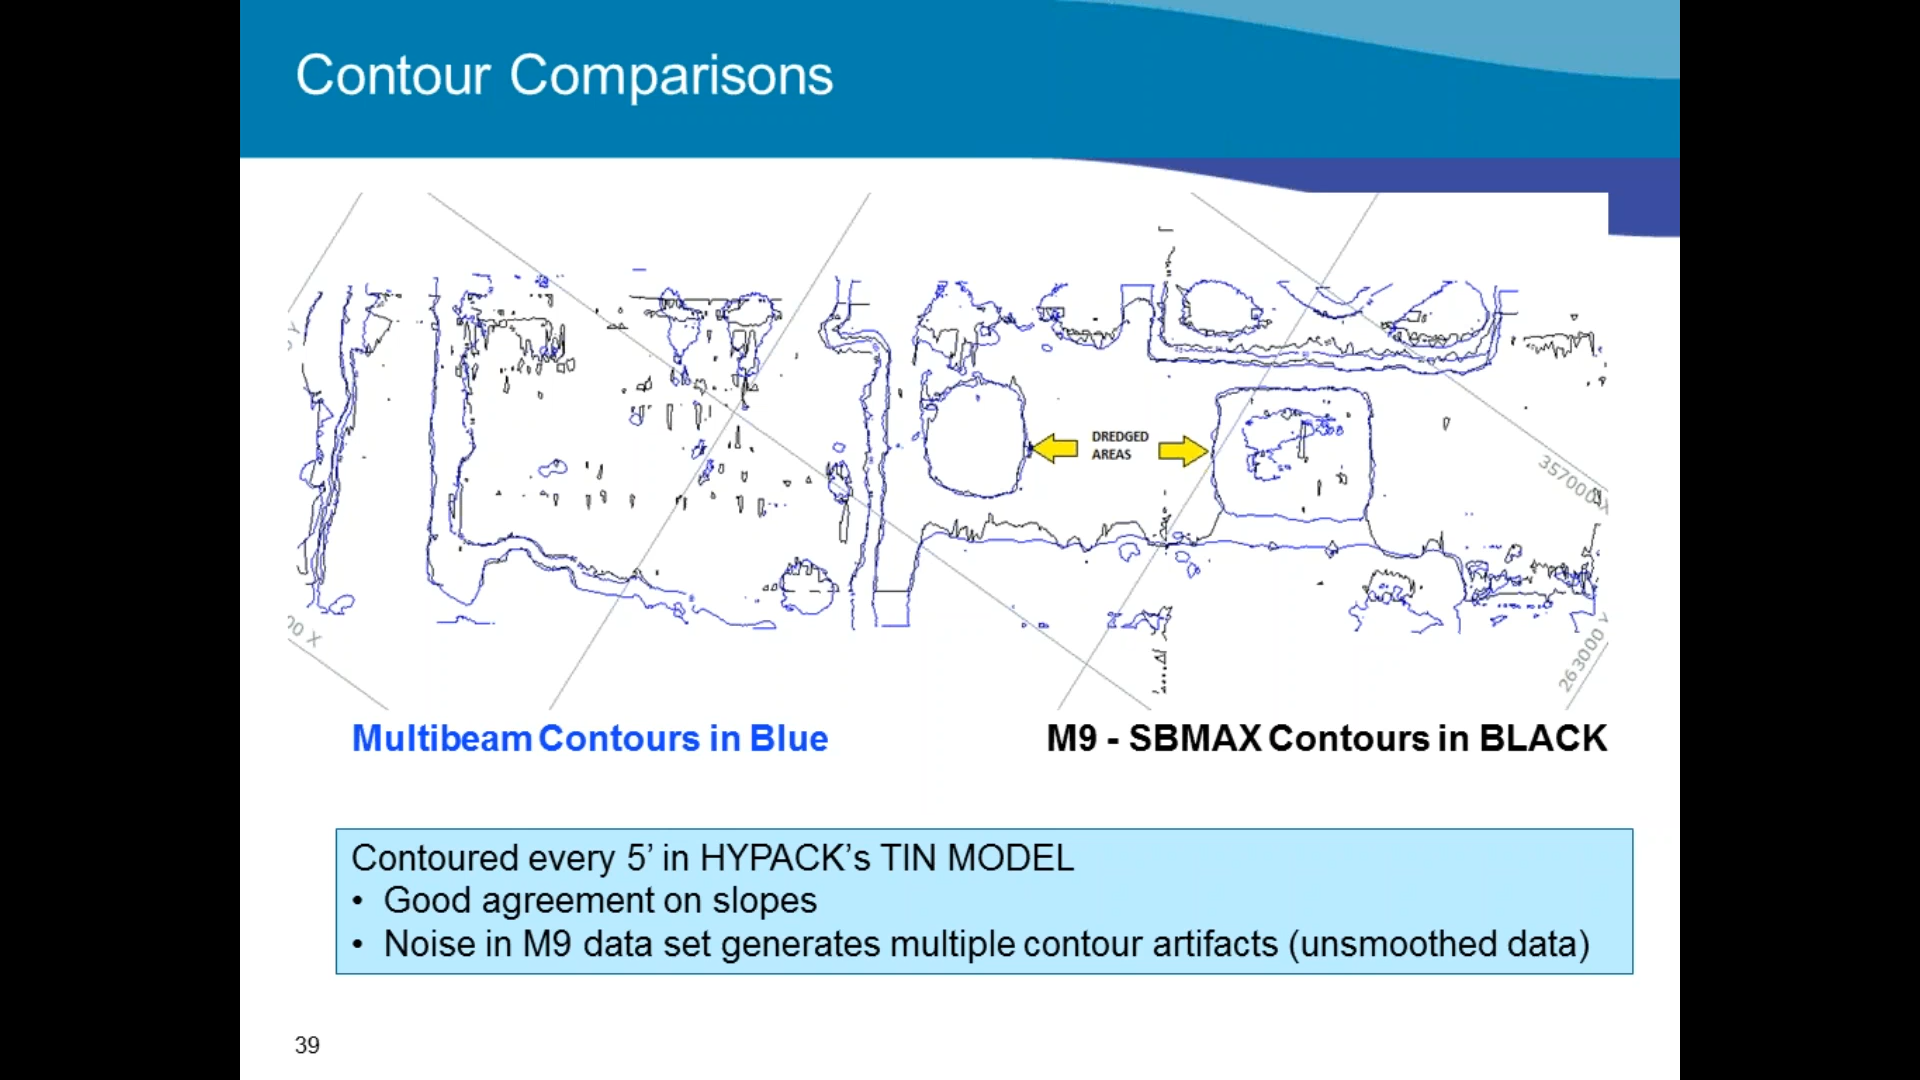 Contour Comparisons
DREDGED
AREAS
357000 X
00 X
263000 Y
Multibeam Contours in Blue
M9 - SBMAX Contours in BLACK
Contoured every 5’ in HYPACK’s TIN MODEL
• Good agreement on slopes
• Noise in M9 data set generates multiple contour artifacts (unsmoothed data)
39